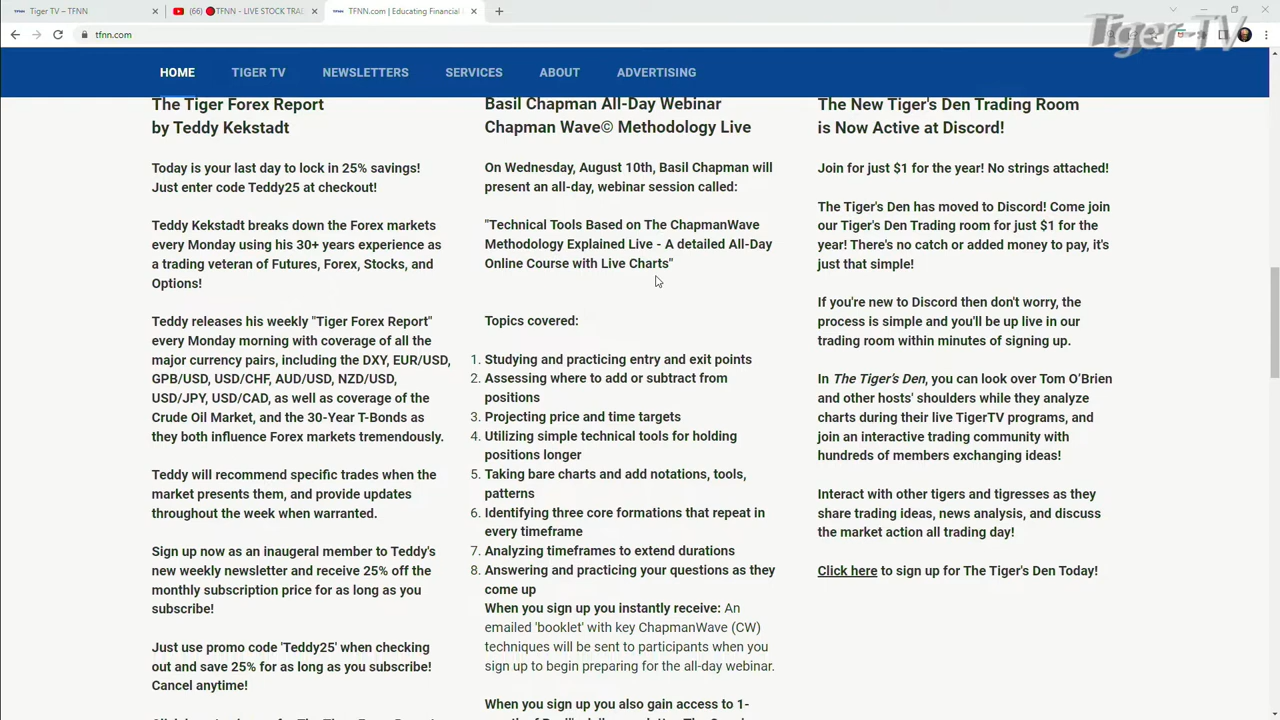 Tiger TV – TFNN
(66) 🔴TFNN - LIVE STOCK TRA
TFNN.com | Educating Financial
tfnn.com
Tiger TV
HOME
TIGER TV
NEWSLETTERS
SERVICES
ABOUT
ADVERTISING
The Tiger Forex Report
by Teddy Kekstadt
Today is your last day to lock in 25% savings!
Just enter code Teddy25 at checkout!
Teddy Kekstadt breaks down the Forex markets
every Monday using his 30+ years experience as
a trading veteran of Futures, Forex, Stocks, and
Options!
Teddy releases his weekly "Tiger Forex Report"
every Monday morning with coverage of all the
major currency pairs, including the DXY, EUR/USD,
GPB/USD, USD/CHF, AUD/USD, NZD/USD,
USD/JPY, USD/CAD, as well as coverage of the
Crude Oil Market, and the 30-Year T-Bonds as
they both influence Forex markets tremendously.
Teddy will recommend specific trades when the
market presents them, and provide updates
throughout the week when warranted.
Sign up now as an inaugeral member to Teddy's
new weekly newsletter and receive 25% off the
monthly subscription price for as long as you
subscribe!
Just use promo code 'Teddy25' when checking
out and save 25% for as long as you subscribe!
Cancel anytime!
Basil Chapman All-Day Webinar
Chapman Wave© Methodology Live
On Wednesday, August 10th, Basil Chapman will
present an all-day, webinar session called:
"Technical Tools Based on The ChapmanWave
Methodology Explained Live - A detailed All-Day
Online Course with Live Charts"
Topics covered:
1. Studying and practicing entry and exit points
2. Assessing where to add or subtract from
positions
3. Projecting price and time targets
4. Utilizing simple technical tools for holding
positions longer
5. Taking bare charts and add notations, tools,
patterns
6. Identifying three core formations that repeat in
every timeframe
7. Analyzing timeframes to extend durations
8. Answering and practicing your questions as they
come up
When you sign up you instantly receive: An
emailed 'booklet' with key ChapmanWave (CW)
techniques will be sent to participants when you
sign up to begin preparing for the all-day webinar.
When you sign up you also gain access to 1-
The New Tiger's Den Trading Room
is Now Active at Discord!
Join for just $1 for the year! No strings attached!
The Tiger's Den has moved to Discord! Come join
our Tiger's Den Trading room for just $1 for the
year! There's no catch or added money to pay, it's
just that simple!
If you're new to Discord then don't worry, the
process is simple and you'll be up live in our
trading room within minutes of signing up.
In The Tiger's Den, you can look over Tom O'Brien
and other hosts' shoulders while they analyze
charts during their live TigerTV programs, and
join an interactive trading community with
hundreds of members exchanging ideas!
Interact with other tigers and tigresses as they
share trading ideas, news analysis, and discuss
the market action all trading day!
Click here to sign up for The Tiger's Den Today!